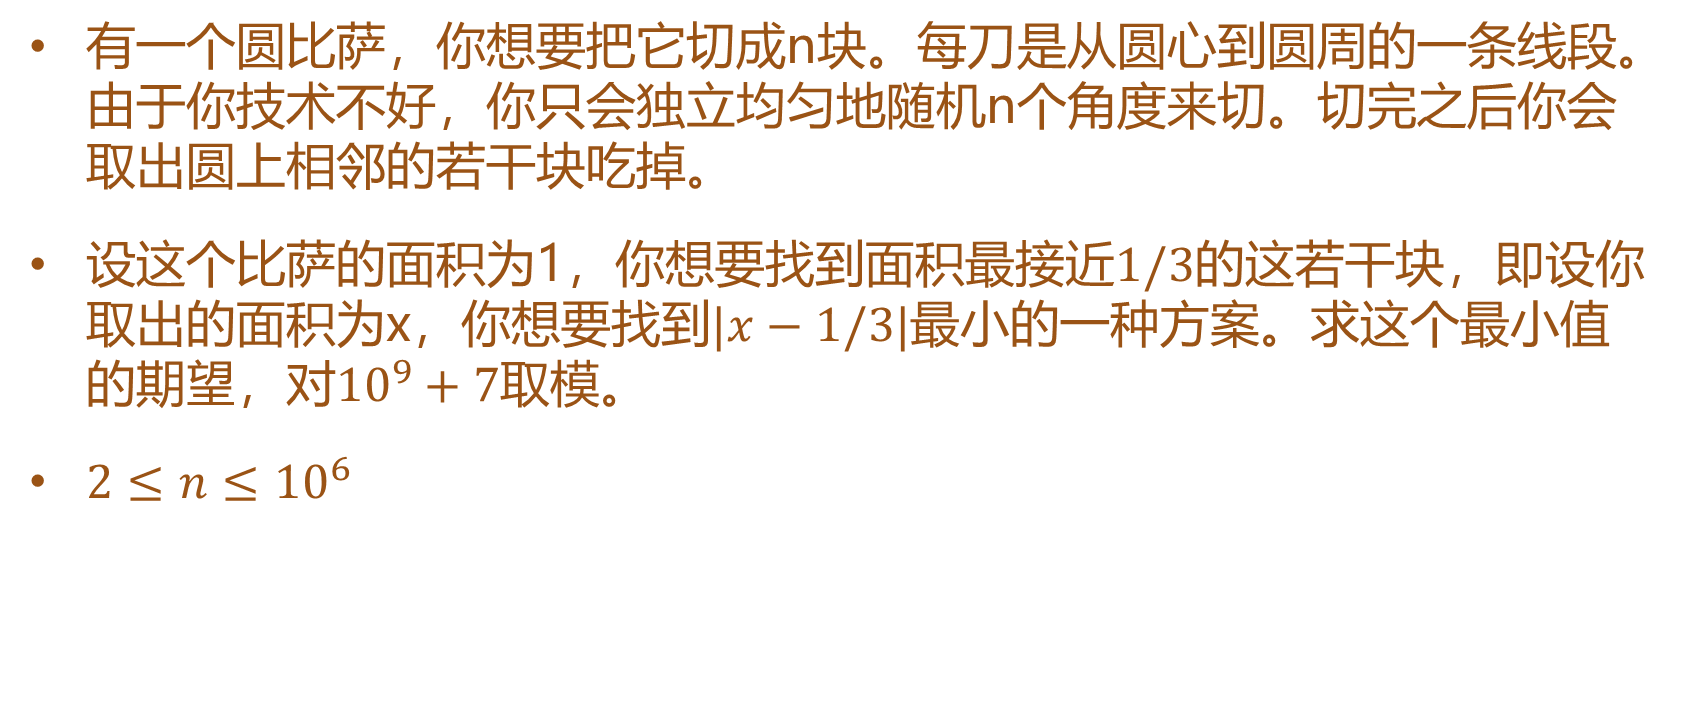 • 有一个圆比萨，你想要把它切成n块。每刀是从圆心到圆周的一条线段。
由于你技术不好，你只会独立均匀地随机n个角度来切。切完之后你会
取出圆上相邻的若干块吃掉。
• 设这个比萨的面积为1，你想要找到面积最接近1/3的这若干块，即设你
取出的面积为x，你想要找到|x − 1/3|最小的一种方案。求这个最小值
的期望，对10⁹ + 7取模。
• 2 ≤ n ≤ 10⁶